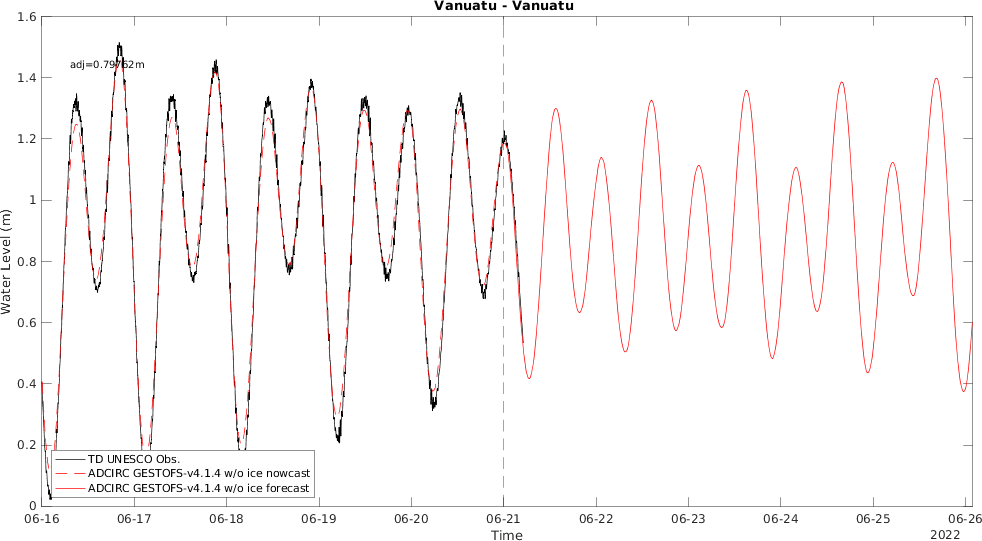 Vanuatu - Vanuatu
adj=0.79762m
Water Level (m)
1.6
1.4
1.2
1
0.8
0.6
0.4
0.2
0
TD UNESCO Obs.
ADCIRC GESTOFS-v4.1.4 w/o ice nowcast
ADCIRC GESTOFS-v4.1.4 w/o ice forecast
06-16 06-17 06-18 06-19 06-20 06-21 06-22 06-23 06-24 06-25 06-26
2022
Time